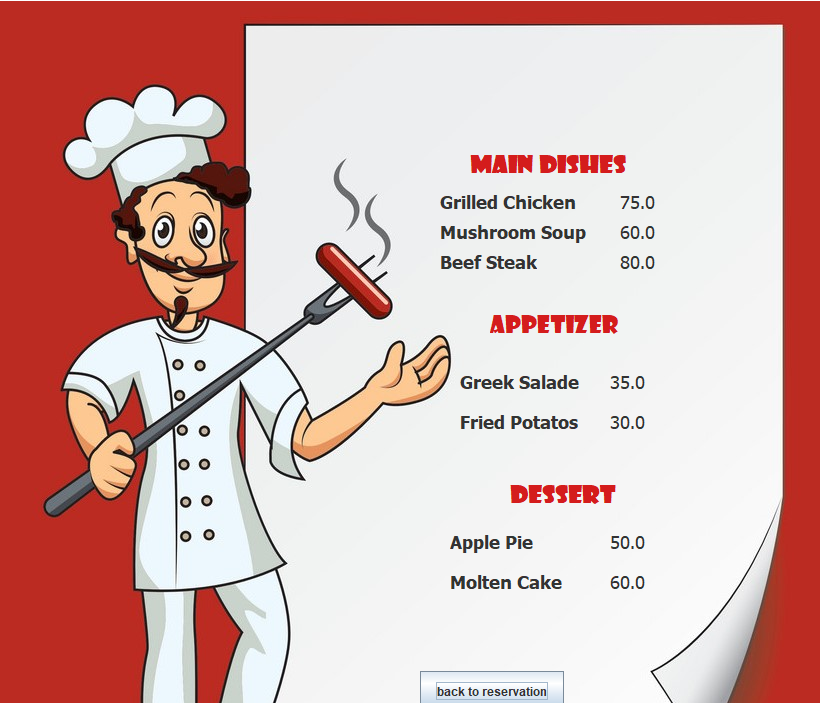 MAIN DISHES
Grilled Chicken 75.0
Mushroom Soup 60.0
Beef Steak 80.0
APPETIZER
Greek Salade 35.0
Fried Potatos 30.0
DESSERT
Apple Pie 50.0
Molten Cake 60.0
back to reservation